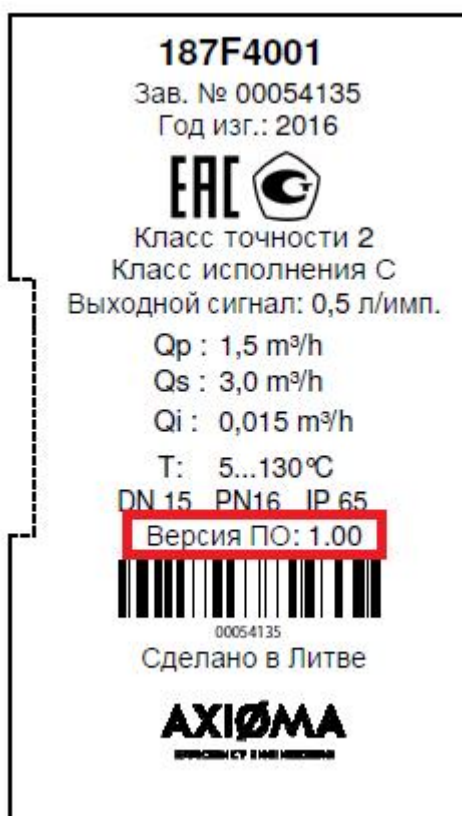 187F4001
Зав. № 00054135
Год изг.: 2016
EAC
Класс точности 2
Класс исполнения С
Выходной сигнал: 0,5 л/имп.
Qp : 1,5 m³/h
Qs : 3,0 m³/h
Qi : 0,015 m³/h
T: 5...130°C
DN 15 PN16 IP 65
Версия ПО: 1.00
00054135
Сделано в Литве
AXIØMA